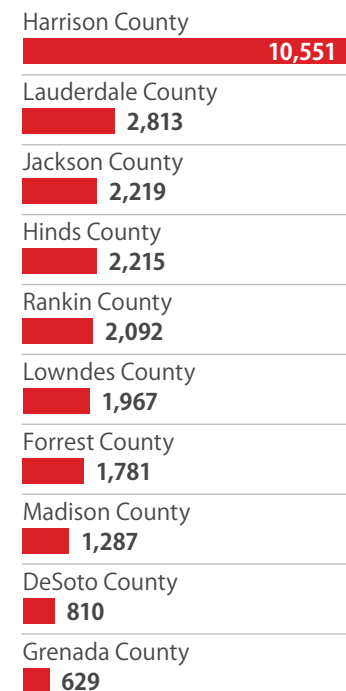 Harrison County
10,551
Lauderdale County
2,813
Jackson County
2,219
Hinds County
2,215
Rankin County
2,092
Lowndes County
1,967
Forrest County
1,781
Madison County
1,287
DeSoto County
810
Grenada County
629